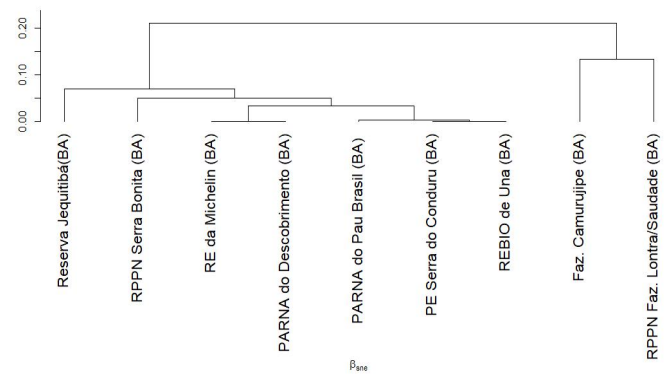 0.20
0.10
0.00
Reserva Jequitibá(BA)
RPPN Serra Bonita (BA)
RE da Michelin (BA)
PARNA do Descobrimento (BA)
PARNA do Pau Brasil (BA)
PE Serra do Conduru (BA)
REBIO de Una (BA)
Faz. Camurujipe (BA)
RPPN Faz. Lontra/Saudade (BA)
βsne